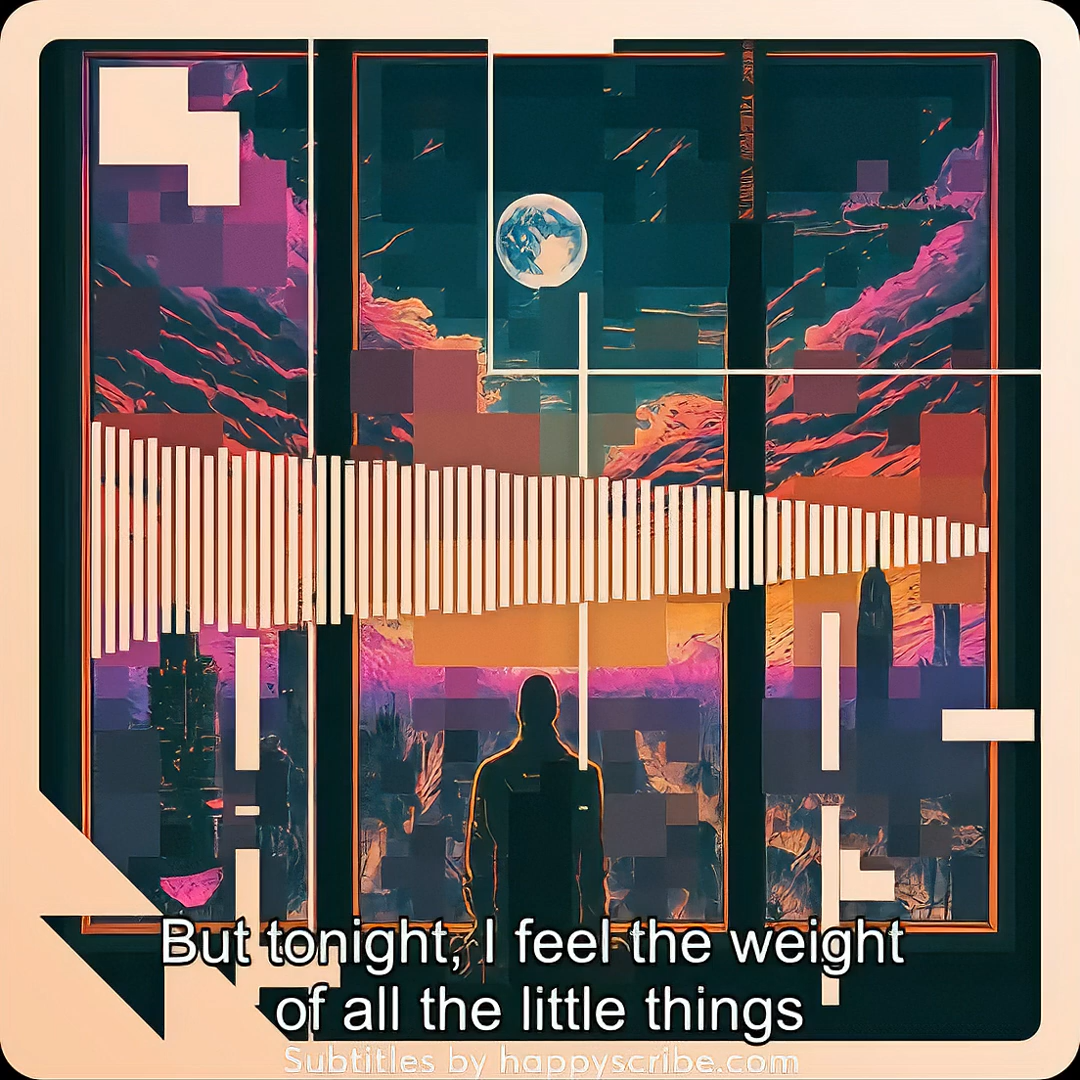 But tonight, I feel the weight
of all the little things
Subtitles by happyscribe.com